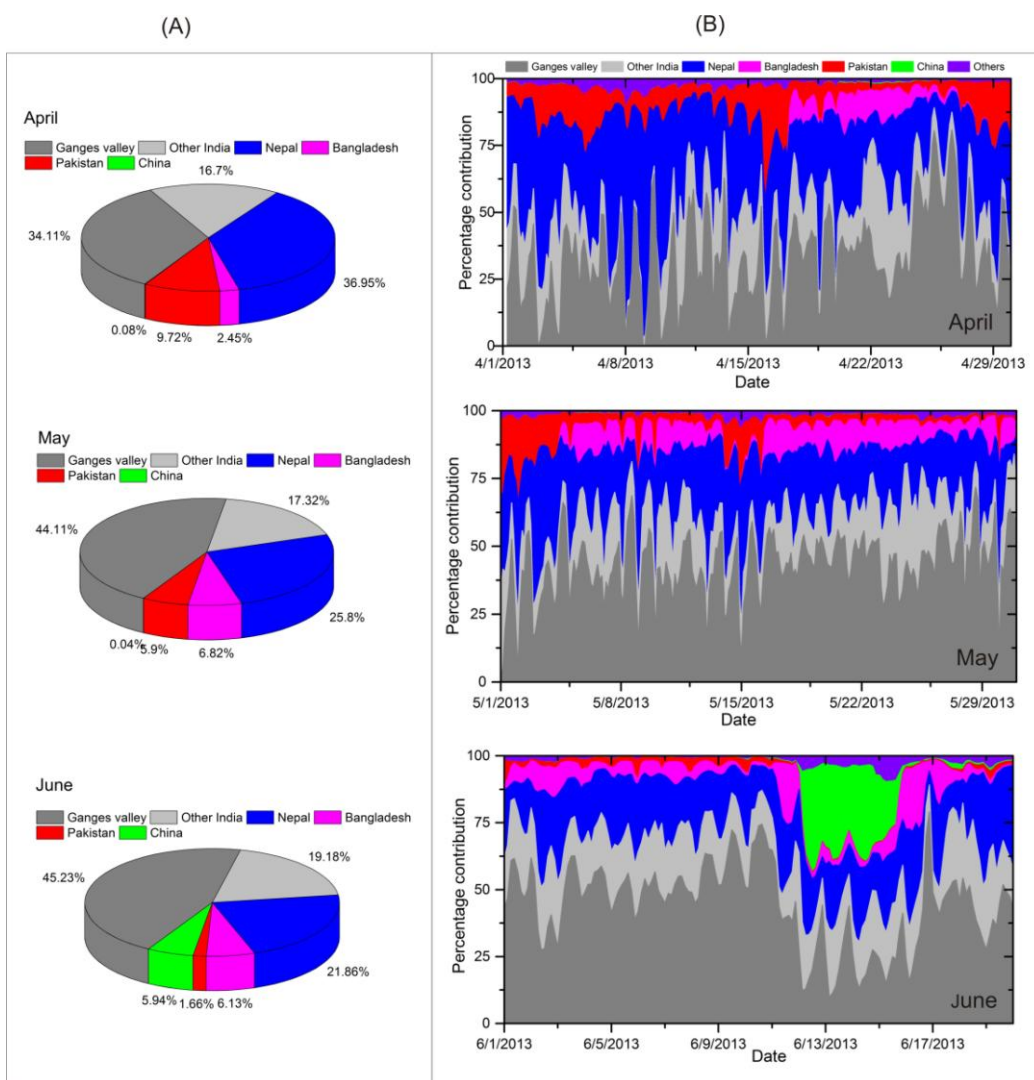 (A)
(B)
April
Ganges valley Other India Nepal Bangladesh
Pakistan China
16.7%
34.11%
36.95%
0.08%
9.72%
2.45%
May
Ganges valley Other India Nepal Bangladesh
Pakistan China
17.32%
44.11%
25.8%
0.04%
5.9%
6.82%
June
Ganges valley Other India Nepal Bangladesh
Pakistan China
19.18%
45.23%
21.86%
5.94%
1.66%
6.13%
Ganges valley Other India Nepal Bangladesh Pakistan China Others
100
75
50
25
0
Percentage contribution
April
4/1/2013 4/8/2013 4/15/2013 4/22/2013 4/29/2013
Date
100
75
50
25
0
Percentage contribution
May
5/1/2013 5/8/2013 5/15/2013 5/22/2013 5/29/2013
Date
100
75
50
25
0
Percentage contribution
June
6/1/2013 6/5/2013 6/9/2013 6/13/2013 6/17/2013
Date